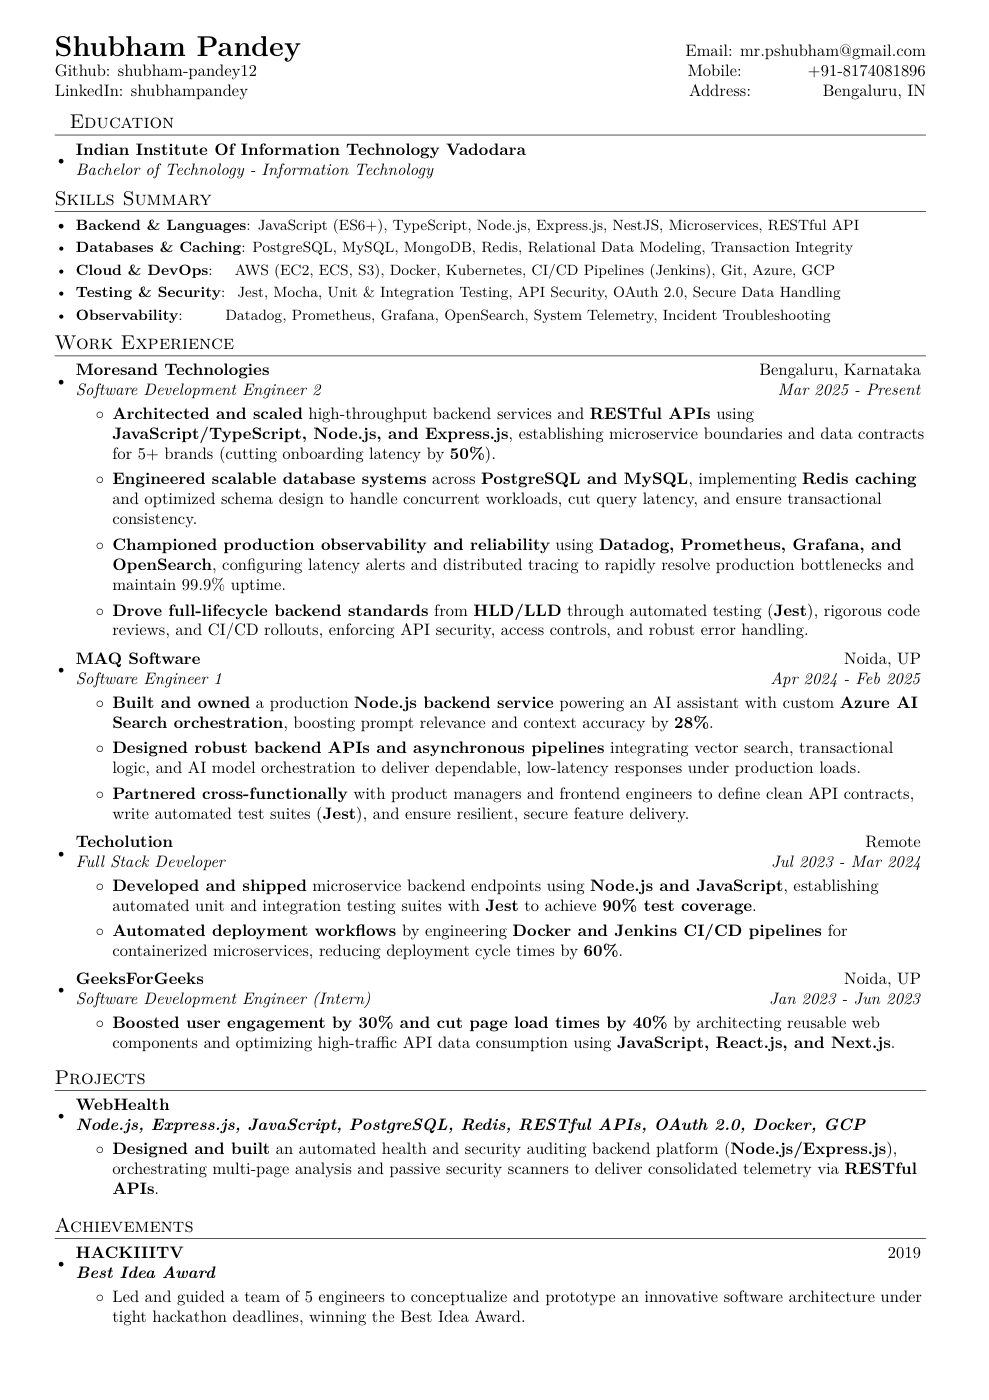 Shubham Pandey
Github: shubham-pandey12
LinkedIn: shubhampandey
Email: mr.pshubham@gmail.com
Mobile: +91-8174081896
Address: Bengaluru, IN
Education
• Indian Institute Of Information Technology Vadodara
Bachelor of Technology - Information Technology
Skills Summary
• Backend & Languages: JavaScript (ES6+), TypeScript, Node.js, Express.js, NestJS, Microservices, RESTful API
• Databases & Caching: PostgreSQL, MySQL, MongoDB, Redis, Relational Data Modeling, Transaction Integrity
• Cloud & DevOps: AWS (EC2, ECS, S3), Docker, Kubernetes, CI/CD Pipelines (Jenkins), Git, Azure, GCP
• Testing & Security: Jest, Mocha, Unit & Integration Testing, API Security, OAuth 2.0, Secure Data Handling
• Observability: Datadog, Prometheus, Grafana, OpenSearch, System Telemetry, Incident Troubleshooting
Work Experience
• Moresand Technologies Bengaluru, Karnataka
Software Development Engineer 2 Mar 2025 - Present
◦ Architected and scaled high-throughput backend services and RESTful APIs using
JavaScript/TypeScript, Node.js, and Express.js, establishing microservice boundaries and data contracts
for 5+ brands (cutting onboarding latency by 50%).
◦ Engineered scalable database systems across PostgreSQL and MySQL, implementing Redis caching
and optimized schema design to handle concurrent workloads, cut query latency, and ensure transactional
consistency.
◦ Championed production observability and reliability using Datadog, Prometheus, Grafana, and
OpenSearch, configuring latency alerts and distributed tracing to rapidly resolve production bottlenecks and
maintain 99.9% uptime.
◦ Drove full-lifecycle backend standards from HLD/LLD through automated testing (Jest), rigorous code
reviews, and CI/CD rollouts, enforcing API security, access controls, and robust error handling.
• MAQ Software Noida, UP
Software Engineer 1 Apr 2024 - Feb 2025
◦ Built and owned a production Node.js backend service powering an AI assistant with custom Azure AI
Search orchestration, boosting prompt relevance and context accuracy by 28%.
◦ Designed robust backend APIs and asynchronous pipelines integrating vector search, transactional
logic, and AI model orchestration to deliver dependable, low-latency responses under production loads.
◦ Partnered cross-functionally with product managers and frontend engineers to define clean API contracts,
write automated test suites (Jest), and ensure resilient, secure feature delivery.
• Techolution Remote
Full Stack Developer Jul 2023 - Mar 2024
◦ Developed and shipped microservice backend endpoints using Node.js and JavaScript, establishing
automated unit and integration testing suites with Jest to achieve 90% test coverage.
◦ Automated deployment workflows by engineering Docker and Jenkins CI/CD pipelines for
containerized microservices, reducing deployment cycle times by 60%.
• GeeksForGeeks Noida, UP
Software Development Engineer (Intern) Jan 2023 - Jun 2023
◦ Boosted user engagement by 30% and cut page load times by 40% by architecting reusable web
components and optimizing high-traffic API data consumption using JavaScript, React.js, and Next.js.
Projects
• WebHealth
Node.js, Express.js, JavaScript, PostgreSQL, Redis, RESTful APIs, OAuth 2.0, Docker, GCP
◦ Designed and built an automated health and security auditing backend platform (Node.js/Express.js),
orchestrating multi-page analysis and passive security scanners to deliver consolidated telemetry via RESTful
APIs.
Achievements
• HACKIIITV 2019
Best Idea Award
◦ Led and guided a team of 5 engineers to conceptualize and prototype an innovative software architecture under
tight hackathon deadlines, winning the Best Idea Award.